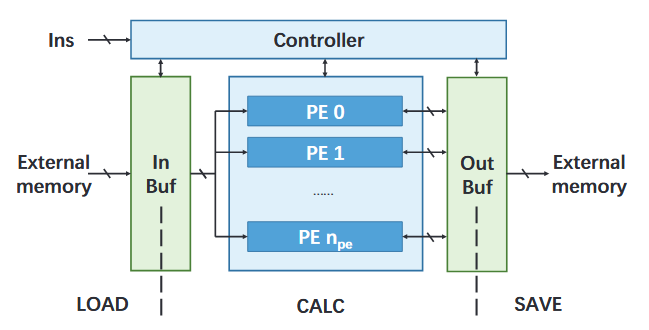 Ins
Controller
PE 0
PE 1
External
memory
In
Buf
......
Out
Buf
External
memory
PE npe
LOAD
CALC
SAVE